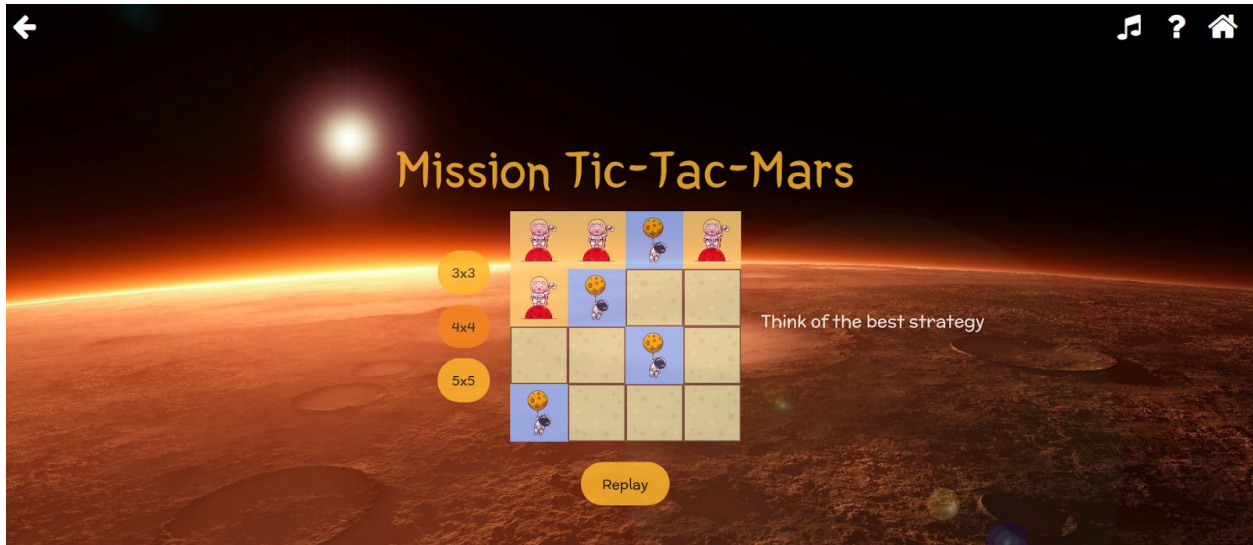 Mission Tic-Tac-Mars
3x3
4x4
Think of the best strategy
5x5
Replay